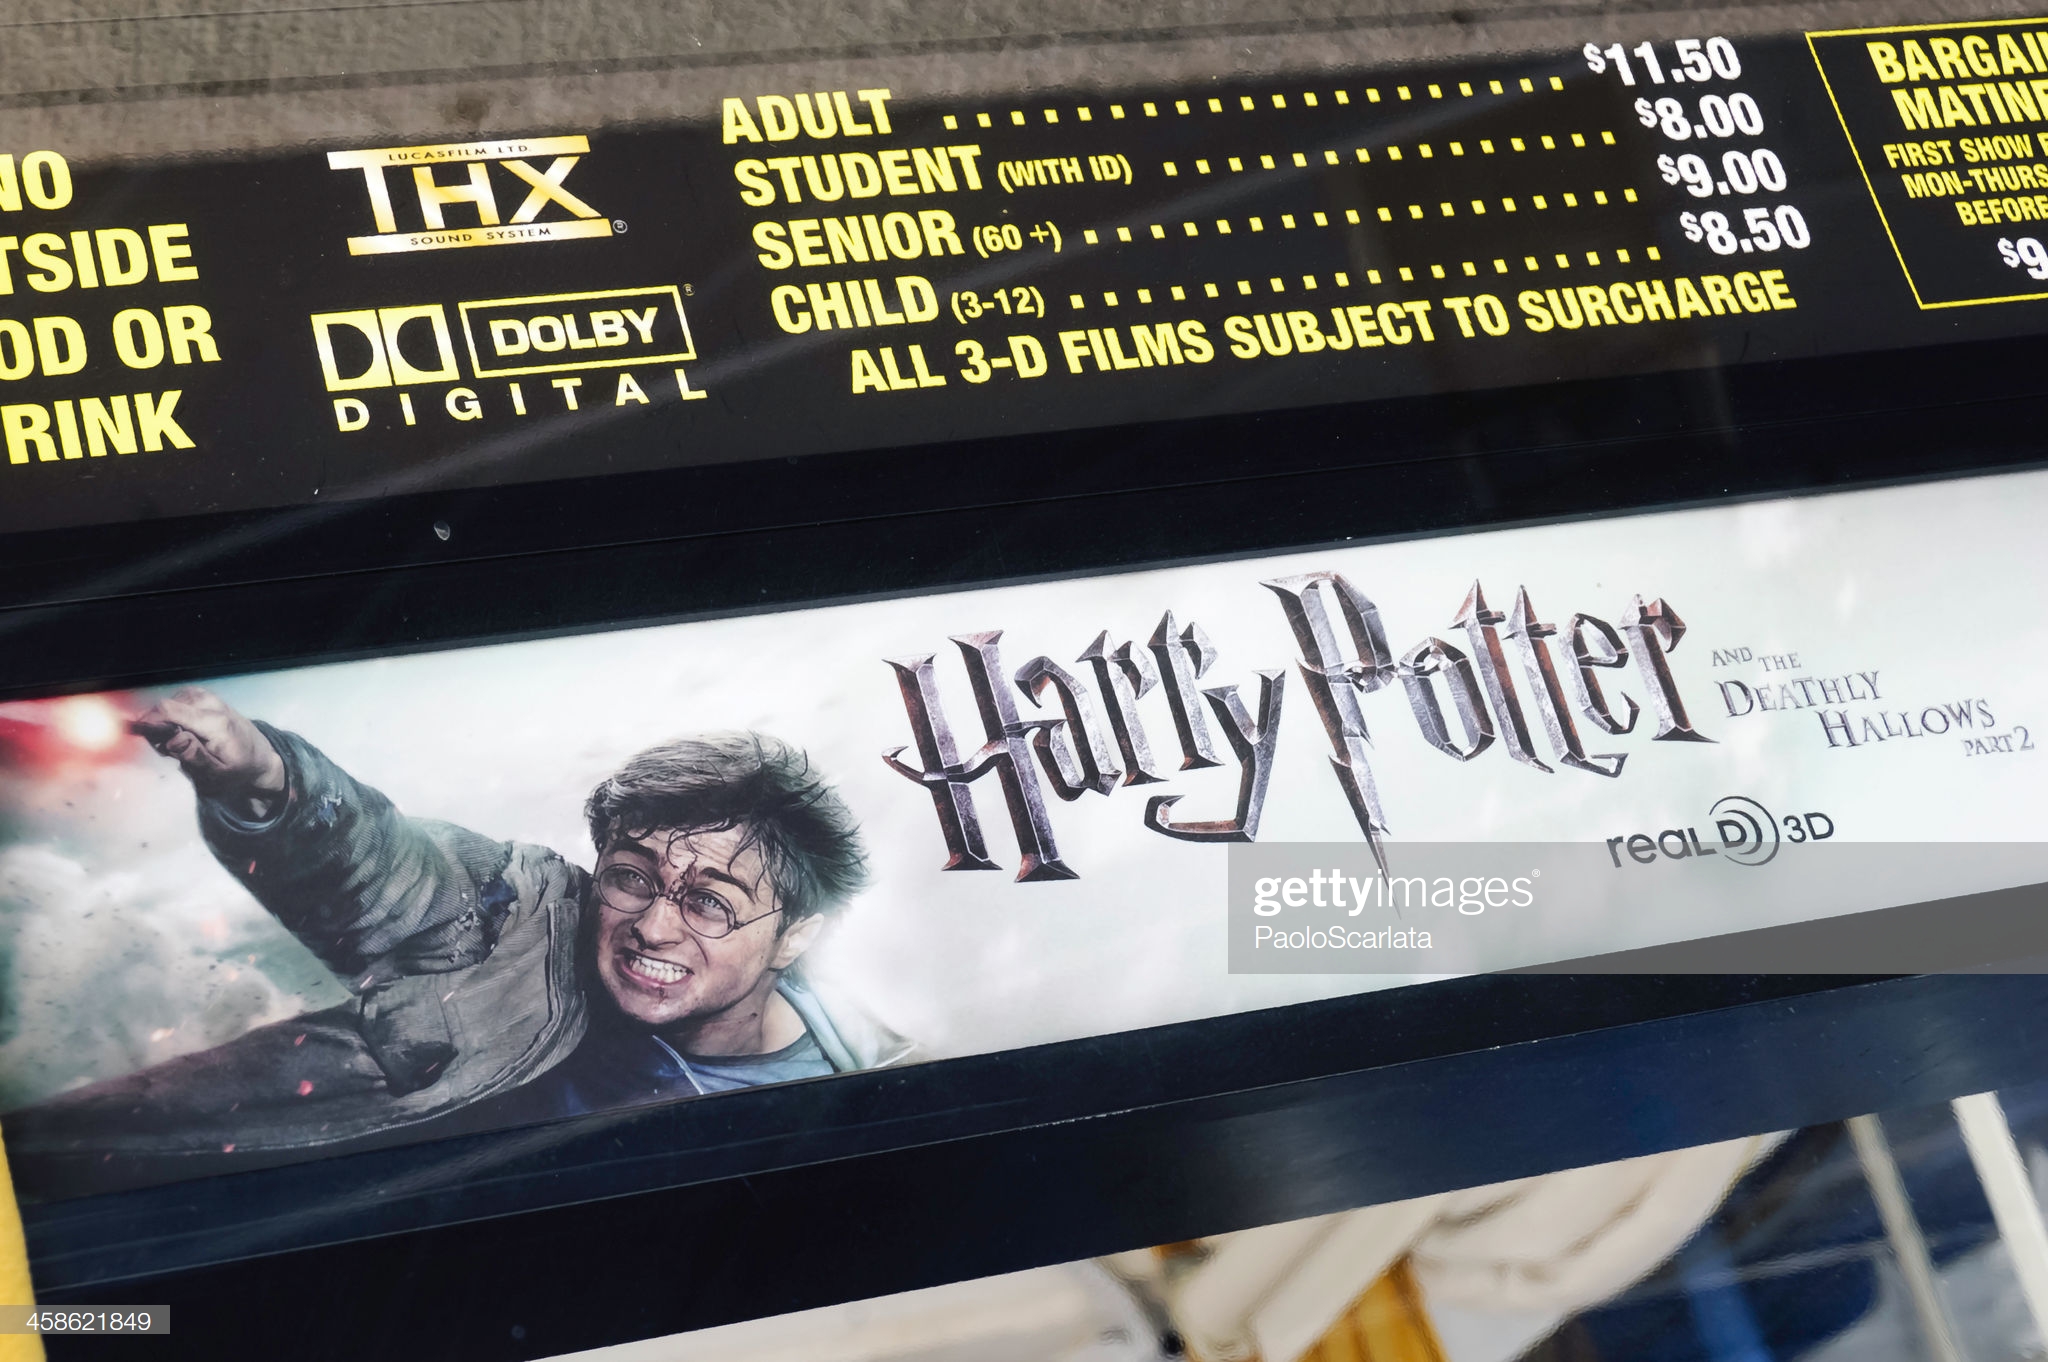 NO
TSIDE
OD OR
RINK
LUCASFILM LTD.
THX
SOUND SYSTEM
®
DOLBY ®
DIGITAL
ADULT .................... $11.50
STUDENT (WITH ID) .............. $8.00
SENIOR (60 +) ................. $9.00
CHILD (3-12) .................. $8.50
ALL 3-D FILMS SUBJECT TO SURCHARGE
BARGAI
MATINE
FIRST SHOW
MON-THURS
BEFORE
$9
Harry Potter
AND THE
DEATHLY
HALLOWS
PART 2
REALD 3D
gettyimages®
PaoloScarlata
458621849